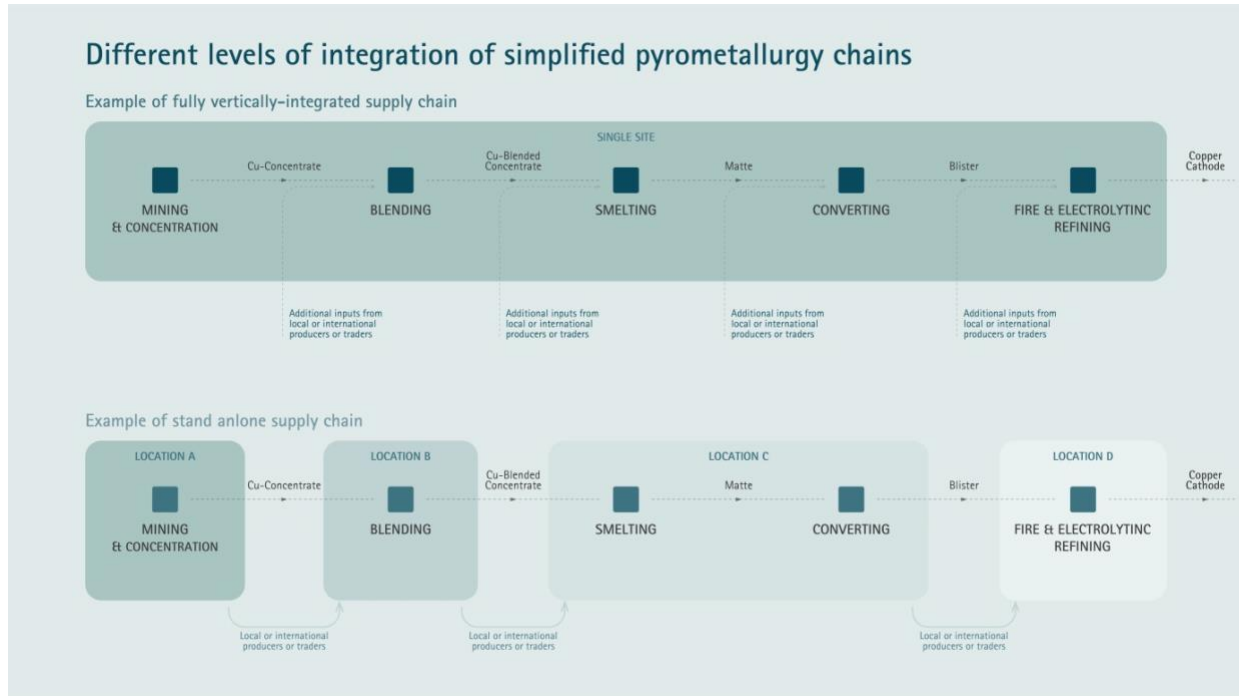 Different levels of integration of simplified pyrometallurgy chains
Example of fully vertically-integrated supply chain
SINGLE SITE
Cu-Concentrate
Cu-Blended
Concentrate
Matte
Blister
Copper
Cathode
MINING
& CONCENTRATION
BLENDING
SMELTING
CONVERTING
FIRE & ELECTROLYTINC
REFINING
Additional inputs from
local or international
producers or traders
Additional inputs from
local or international
producers or traders
Additional inputs from
local or international
producers or traders
Additional inputs from
local or international
producers or traders
Example of stand anlone supply chain
LOCATION A
LOCATION B
LOCATION C
LOCATION D
Cu-Concentrate
Cu-Blended
Concentrate
Matte
Blister
Copper
Cathode
MINING
& CONCENTRATION
BLENDING
SMELTING
CONVERTING
FIRE & ELECTROLYTINC
REFINING
Local or international
producers or traders
Local or international
producers or traders
Local or international
producers or traders